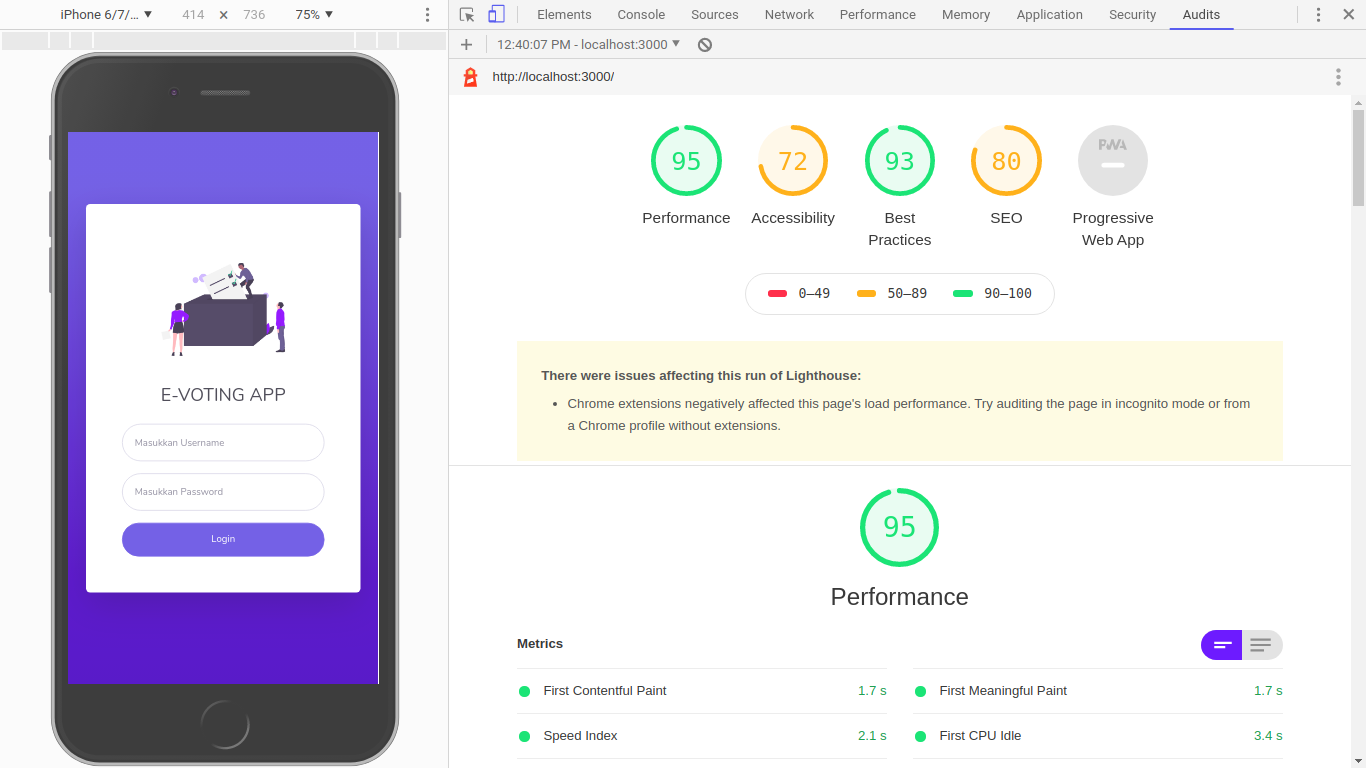 iPhone 6/7/... ▼ 414 × 736 75% ▼
Elements Console Sources Network Performance Memory Application Security Audits
12:40:07 PM - localhost:3000 ▼
http://localhost:3000/
E-VOTING APP
Masukkan Username
Masukkan Password
Login
95 72 93 80 PWA
Performance Accessibility Best SEO Progressive
Practices Web App
0–49 50–89 90–100
There were issues affecting this run of Lighthouse:
• Chrome extensions negatively affected this page's load performance. Try auditing the page in incognito mode or from
a Chrome profile without extensions.
95
Performance
Metrics
First Contentful Paint 1.7 s First Meaningful Paint 1.7 s
Speed Index 2.1 s First CPU Idle 3.4 s